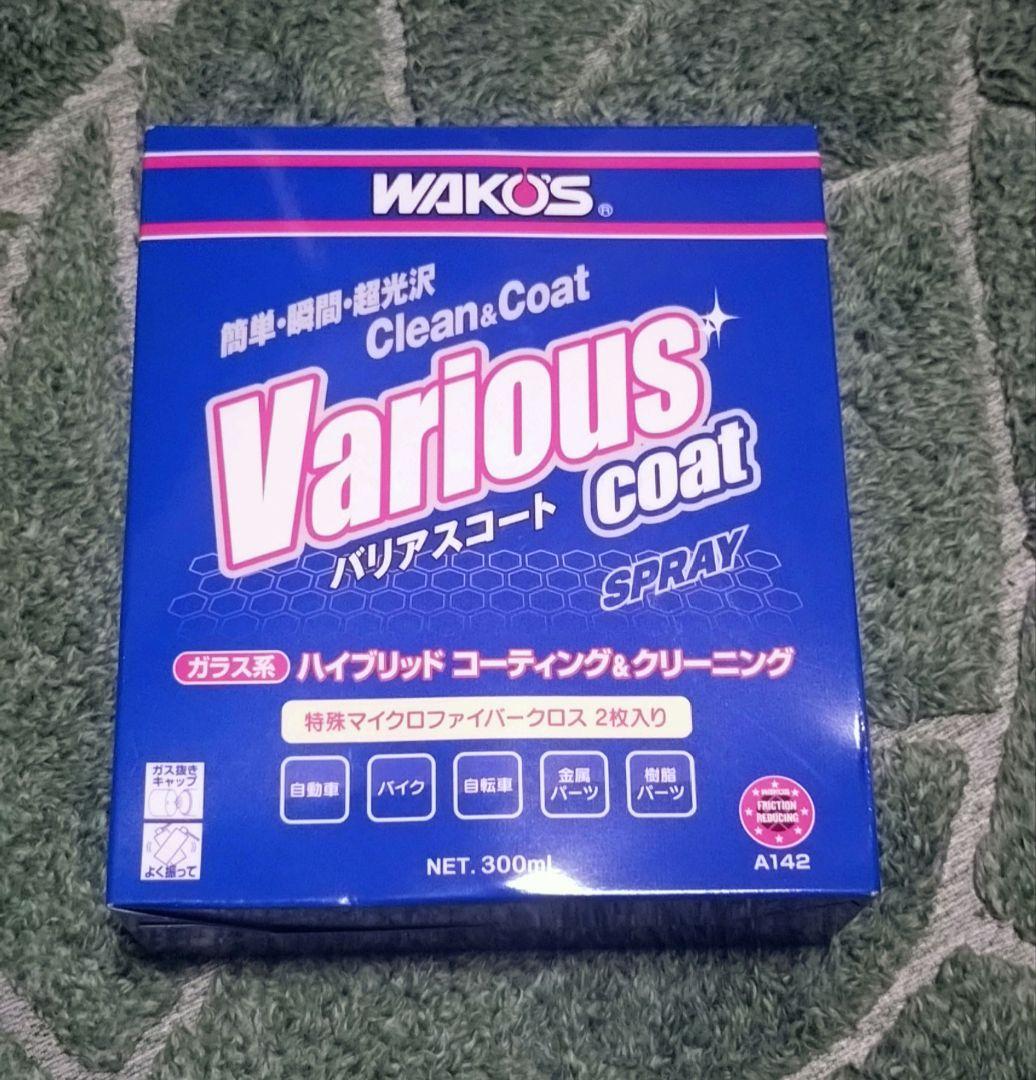 WAKO'S®
簡単・瞬間・超光沢
Clean&Coat
Various
coat
バリアスコート
SPRAY
ガラス系 ハイブリッド コーティング&クリーニング
特殊マイクロファイバークロス 2枚入り
ガス抜き
キャップ
よく振って
自動車
バイク
自転車
金属
パーツ
樹脂
パーツ
WAKO'S
FRICTION
REDUCING
NET. 300mL
A142